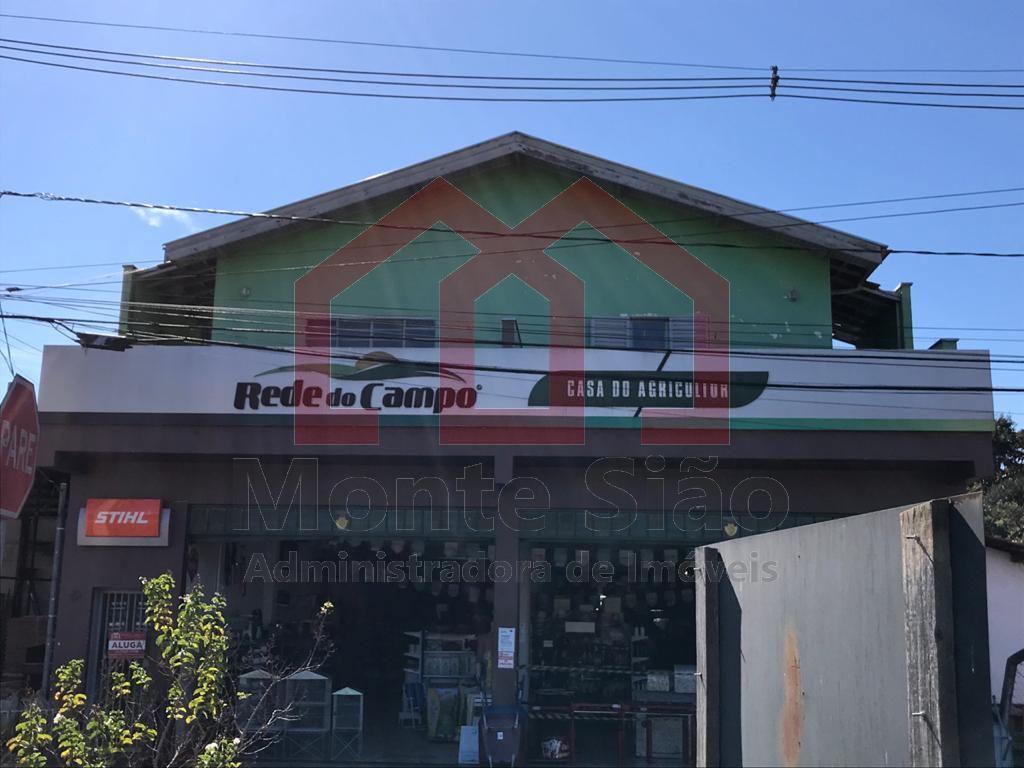 Rede do Campo
CASA DO AGRICULTOR
PARE
Monte Sião
STIHL
Administradora de Imóveis
ALUGA